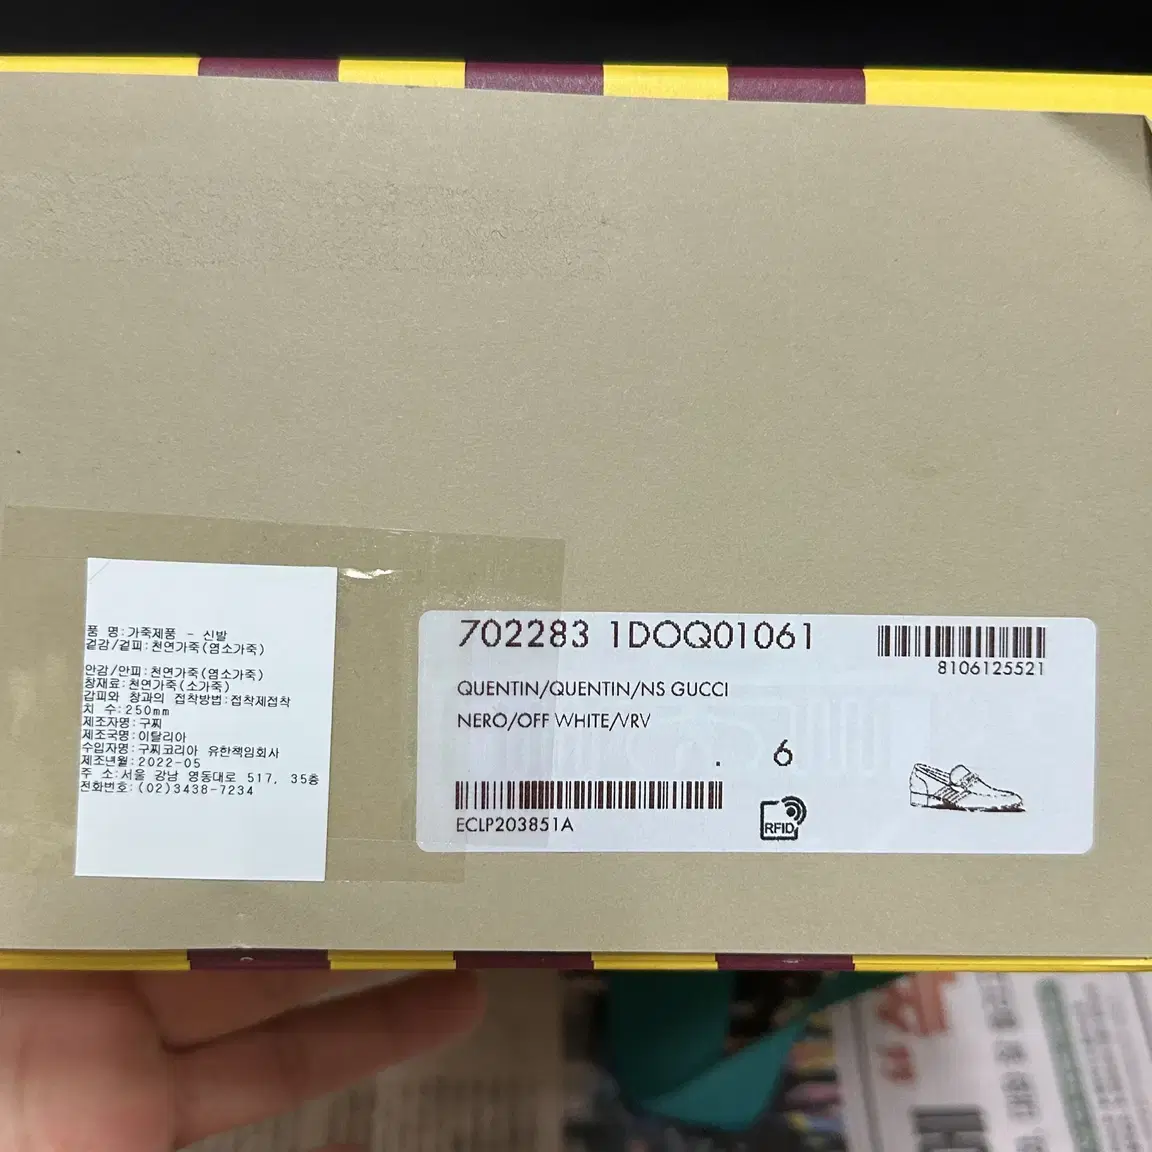 품 명:가죽제품 - 신발
겉감/겉피:천연가죽(염소가죽)
안감/안피:천연가죽(염소가죽)
창재료:천연가죽(소가죽)
갑피와 창과의 접착방법:접착제접착
치 수:250mm
제조자명:구찌
제조국명:이탈리아
수입자명:구찌코리아 유한책임회사
제조년월:2022-05
주 소:서울 강남 영동대로 517, 35층
전화번호:(02)3438-7234
702283 1DOQ01061
8106125521
QUENTIN/QUENTIN/NS GUCCI
NERO/OFF WHITE/VRV
. 6
ECLP203851A
RFID